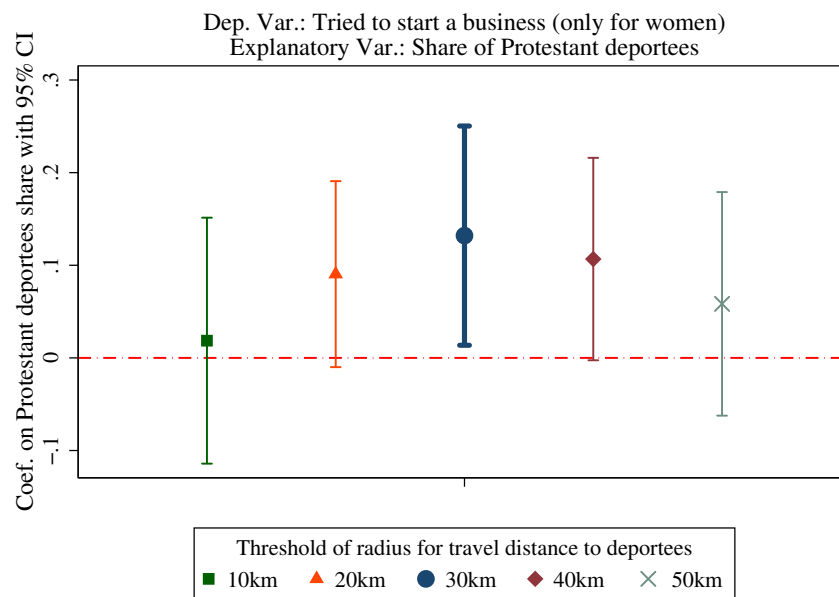 Dep. Var.: Tried to start a business (only for women)
Explanatory Var.: Share of Protestant deportees
Coef. on Protestant deportees share with 95% CI
.3
.2
.1
0
-.1
Threshold of radius for travel distance to deportees
10km 20km 30km 40km 50km